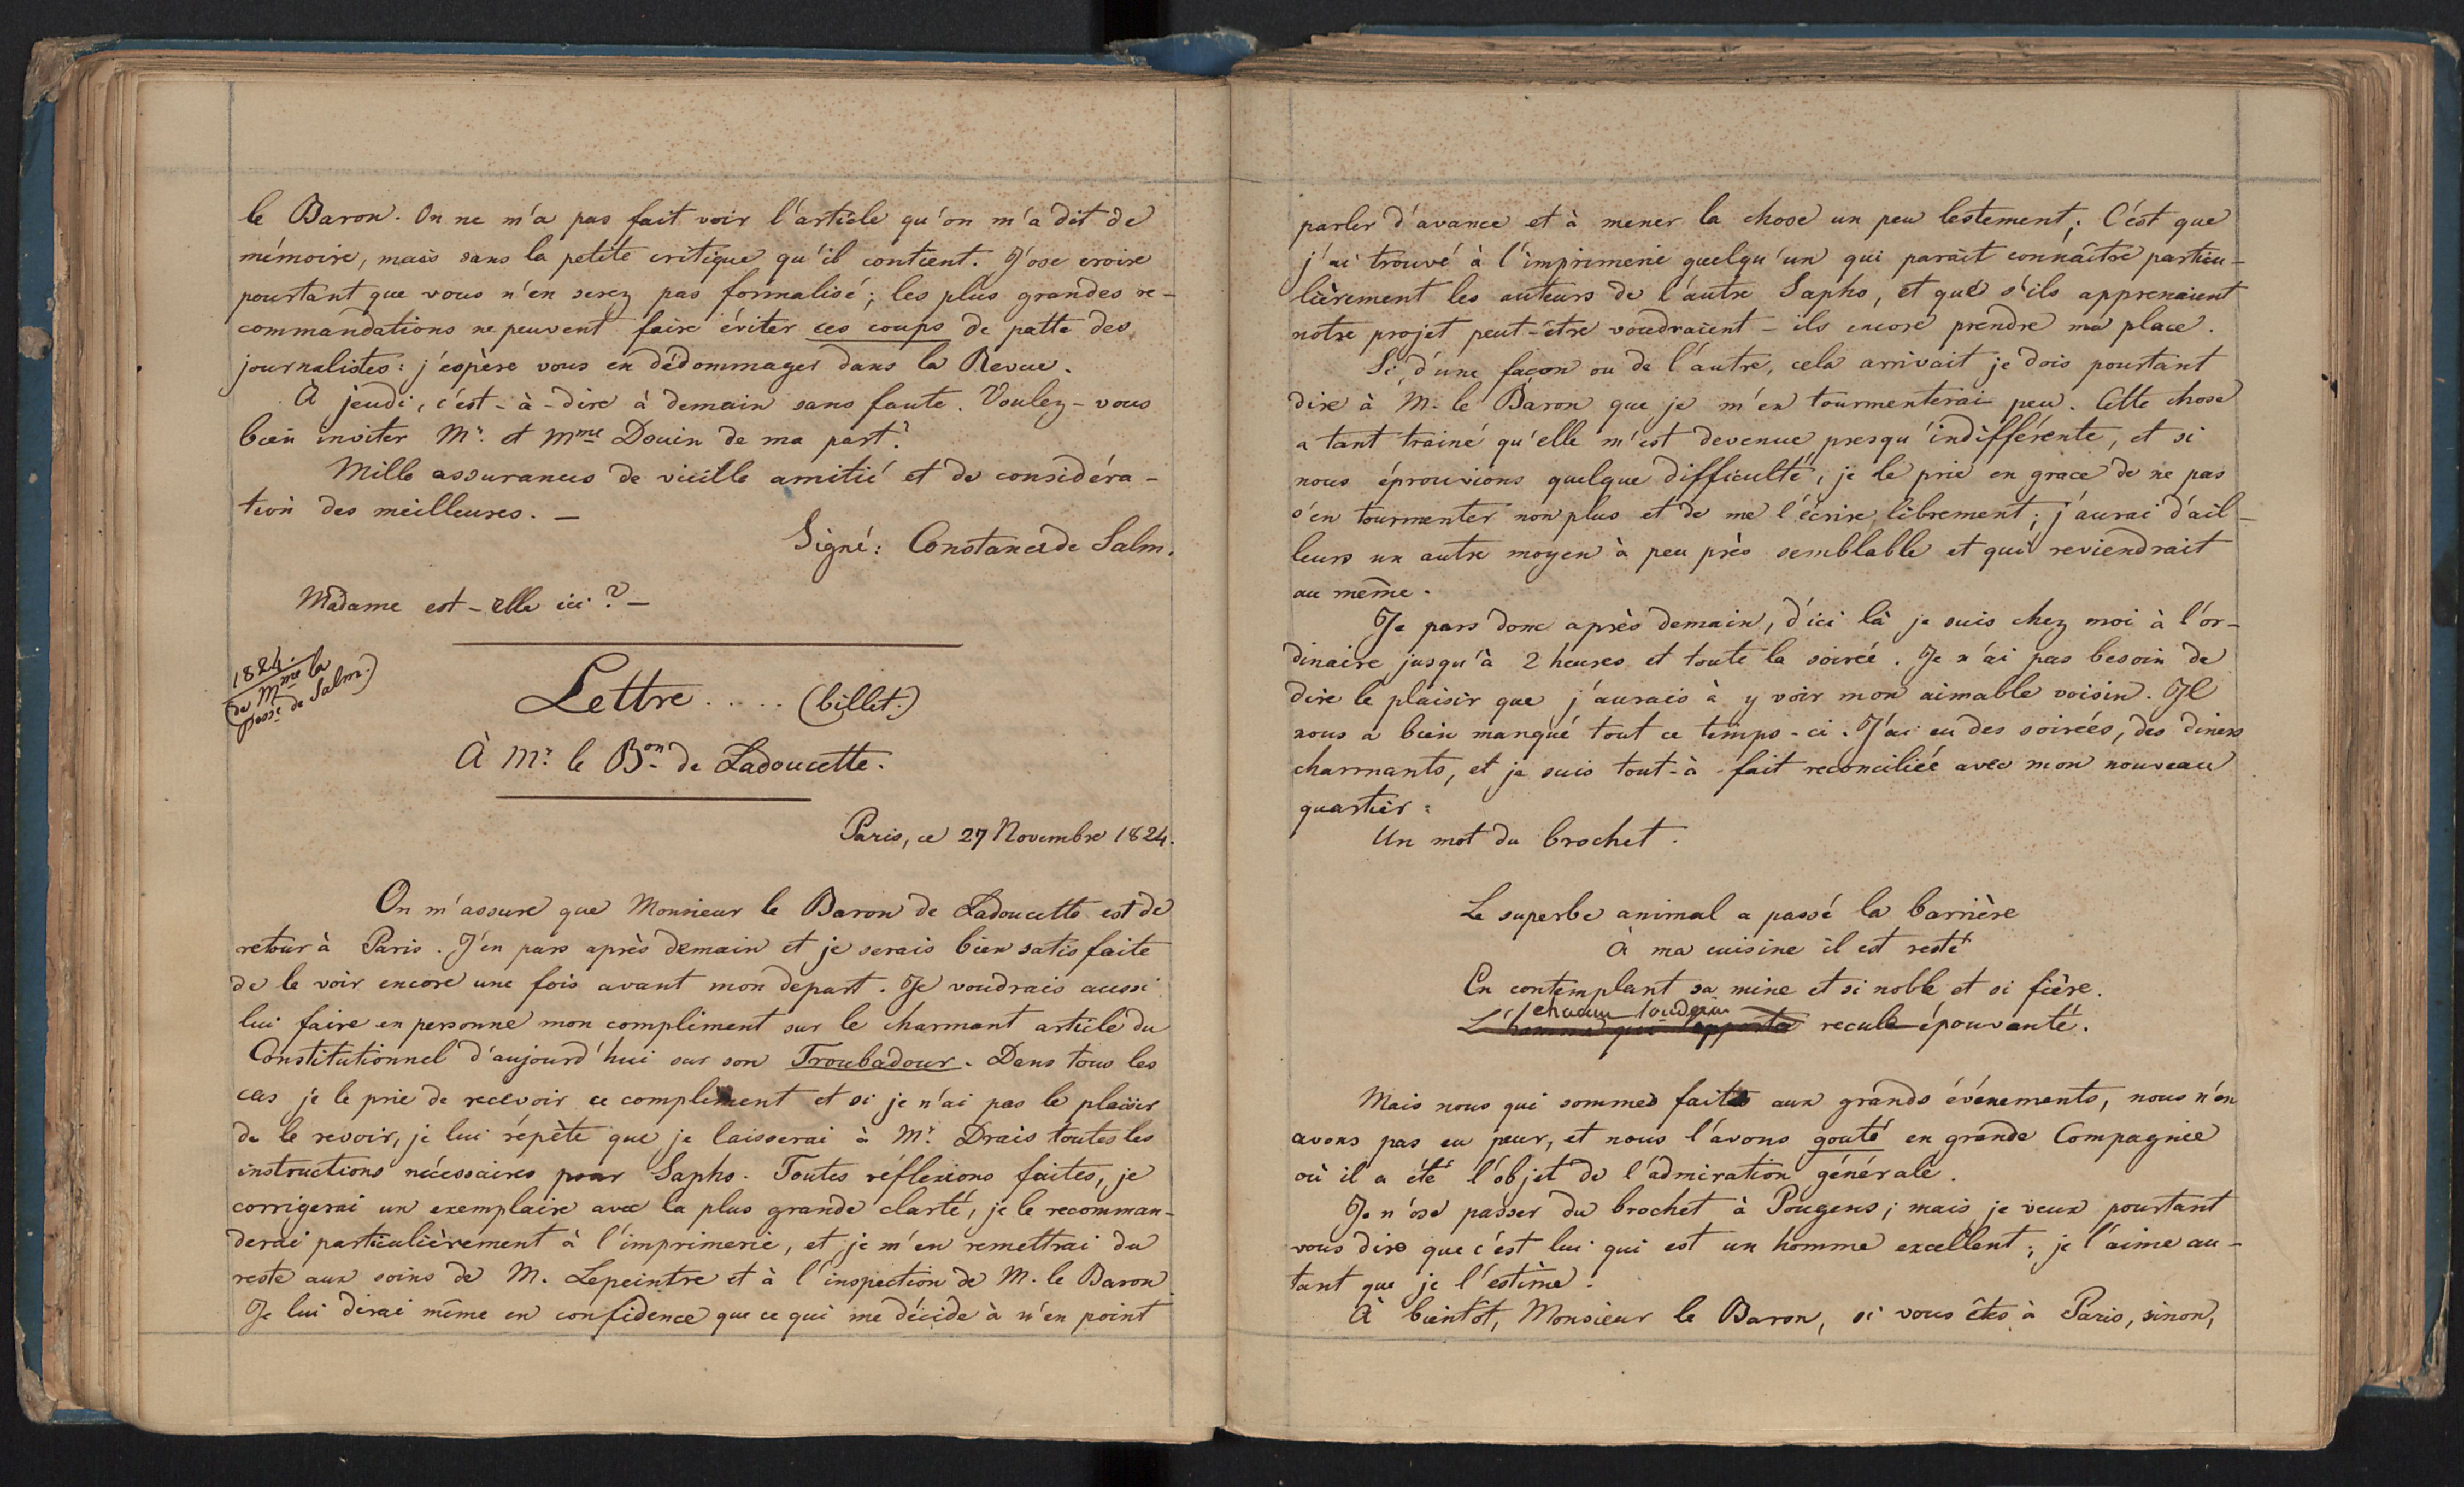 le Baron. On ne m'a pas fait voir l'article qu'on m'a dit de
mémoire, mais sans la petite critique qu'il contient. J'ose croire
pourtant que vous n'en serez pas formalisé; les plus grandes re-
commandations ne peuvent faire éviter ces coups de patte des
journalistes: j'espère vous en dédommager dans la Revue.
À jeudi, c'est-à-dire à demain sans faute. Voulez-vous
bien inviter Mr. et Mme Douin de ma part?
Mille assurances de vieille amitié et de considéra-
tion des meilleures. —
Signé: Constance de Salm.
Madame est-elle ici? —
1824.
(de Mme la
Pesse de Salm.)
Lettre ..... (billet.)
À Mr. le Bon. de Ladoucette.
Paris, ce 27 Novembre 1824.
On m'assure que Monsieur le Baron de Ladoucette est de
retour à Paris. J'en pars après demain et je serais bien satisfaite
de le voir encore une fois avant mon depart. Je voudrais aussi
lui faire en personne mon compliment sur le charmant article du
Constitutionnel d'aujourd'hui sur son Troubadour. Dans tous les
cas je le prie de recevoir ce compliment et si je n'ai pas le plaisir
de le revoir, je lui répète que je laisserai à Mr. Drais toutes les
instructions nécessaires pour Sapho. Toutes réflexions faites, je
corrigerai un exemplaire avec la plus grande clarté, je le recomman-
derai particulièrement à l'imprimerie, et je m'en remettrai du
reste aux soins de M. Lepeintre et à l'inspection de M. le Baron.
Je lui dirai même en confidence que ce qui me décide à n'en point
parler d'avance et à mener la chose un peu lestement; C'est que
j'ai trouvé à l'imprimerie quelqu'un qui paraît connaître particu-
lièrement les auteurs de l'autre Sapho, et que s'ils apprenaient
notre projet peut-être voudraient-ils encore prendre ma place.
Si, d'une façon ou de l'autre, cela arrivait je dois pourtant
dire à M. le Baron que je m'en tourmenterai peu. Cette chose
a tant trainé qu'elle m'est devenue presqu'indifférente, et si
nous éprouvions quelque difficulté, je le prie en grace de ne pas
s'en tourmenter non plus et de me l'écrire librement; j'aurai d'ail-
leurs un autre moyen à peu près semblable et qui reviendrait
au même.
Je pars donc après demain, d'ici là je suis chez moi à l'or-
dinaire jusqu'à 2 heures et toute la soirée. Je n'ai pas besoin de
dire le plaisir que j'aurais à y voir mon aimable voisin. Il
nous a bien manqué tout ce temps-ci. J'ai eu des soirées, des diners
charmants, et je suis tout-à-fait reconciliée avec mon nouveau
quartier:
Un mot du brochet.
Le superbe animal a passé la barrière
À ma cuisine il est resté
En contemplant sa mine et si noble et si fière.
chacun soudain
L'homme qui l'apporta recule épouvanté.
Mais nous qui sommes faits aux grands événements, nous n'en
avons pas eu peur, et nous l'avons gouté en grande Compagnie
où il a été l'objet de l'admiration générale.
Je n'ose passer du brochet à Pougens; mais je veux pourtant
vous dire que c'est lui qui est un homme excellent; je l'aime au-
tant que je l'estime.
À bientôt, Monsieur le Baron, si vous êtes à Paris, sinon,